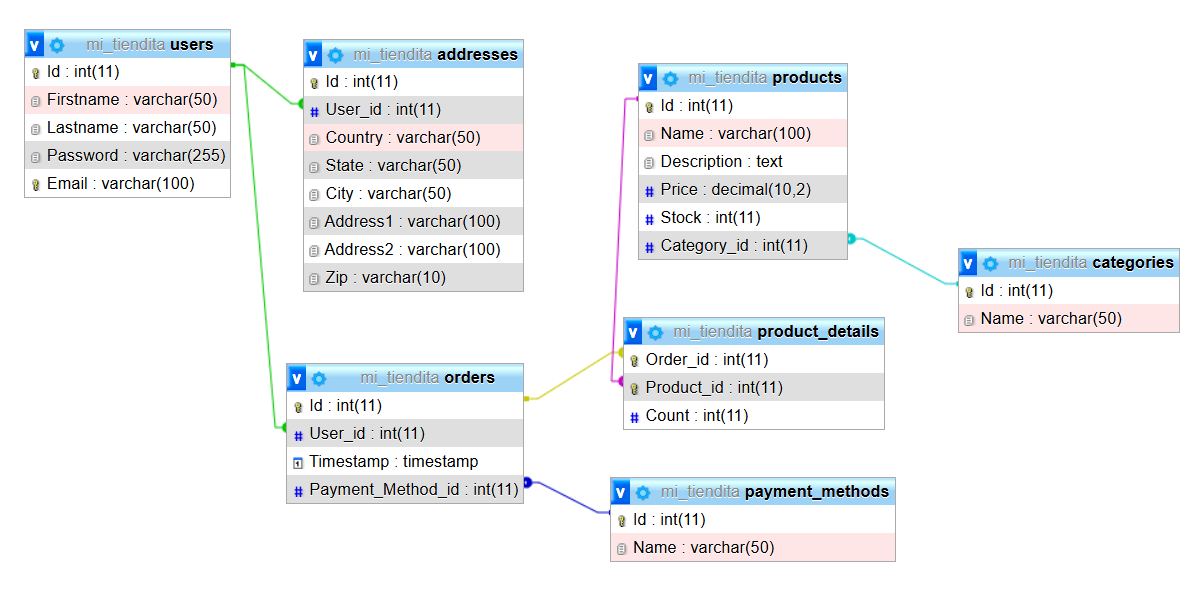 v mi_tiendita users
Id : int(11)
Firstname : varchar(50)
Lastname : varchar(50)
Password : varchar(255)
Email : varchar(100)
v mi_tiendita addresses
Id : int(11)
# User_id : int(11)
Country : varchar(50)
State : varchar(50)
City : varchar(50)
Address1 : varchar(100)
Address2 : varchar(100)
Zip : varchar(10)
v mi_tiendita products
Id : int(11)
Name : varchar(100)
Description : text
# Price : decimal(10,2)
# Stock : int(11)
# Category_id : int(11)
v mi_tiendita categories
Id : int(11)
Name : varchar(50)
v mi_tiendita product_details
Order_id : int(11)
Product_id : int(11)
# Count : int(11)
v mi_tiendita orders
Id : int(11)
# User_id : int(11)
Timestamp : timestamp
# Payment_Method_id : int(11)
v mi_tiendita payment_methods
Id : int(11)
Name : varchar(50)